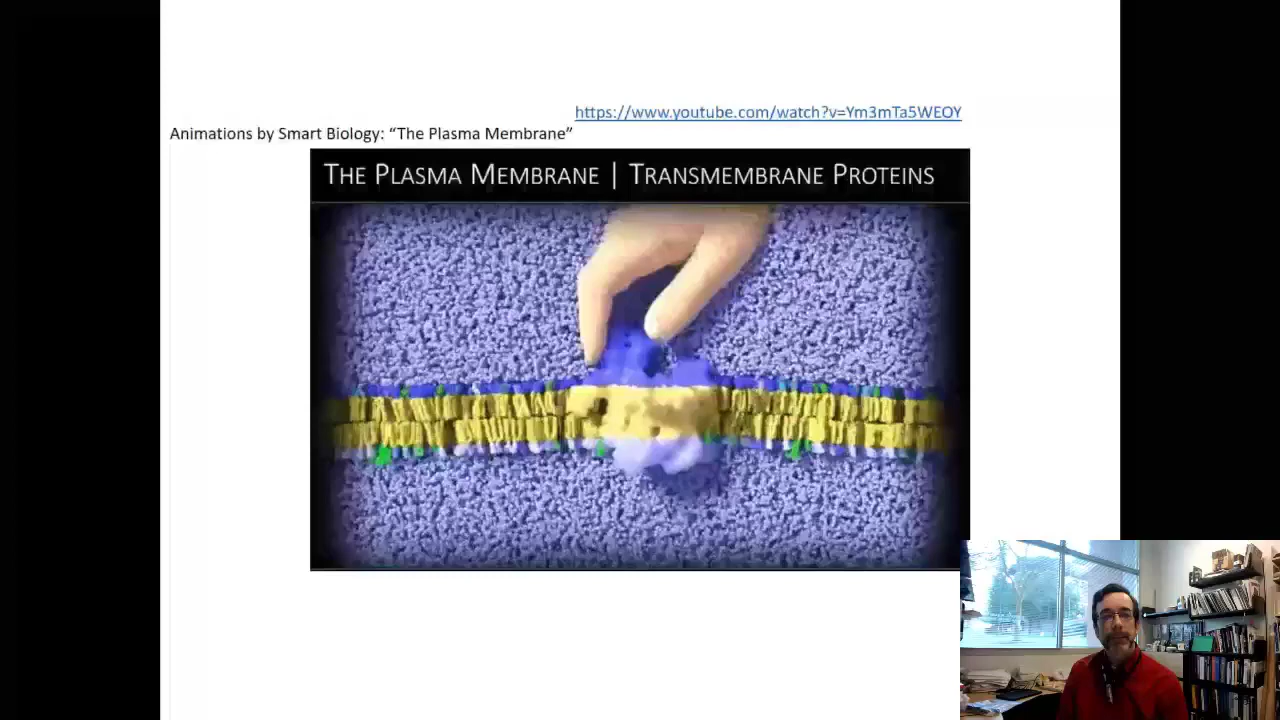 https://www.youtube.com/watch?v=Ym3mTa5WEOY
Animations by Smart Biology: “The Plasma Membrane”
THE PLASMA MEMBRANE | TRANSMEMBRANE PROTEINS